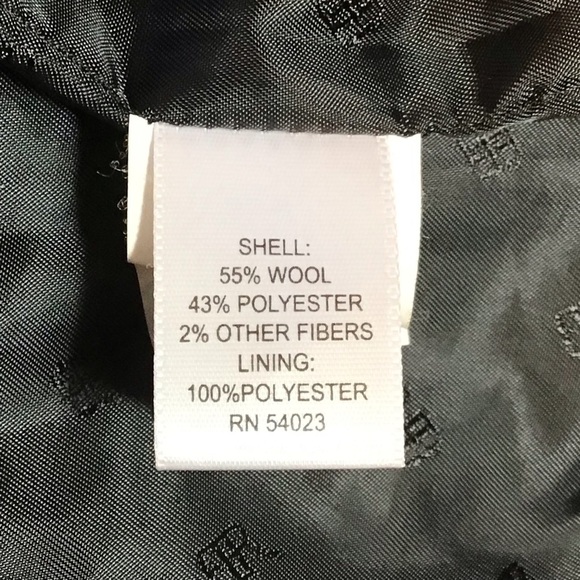 SHELL:
55% WOOL
43% POLYESTER
2% OTHER FIBERS
LINING:
100%POLYESTER
RN 54023